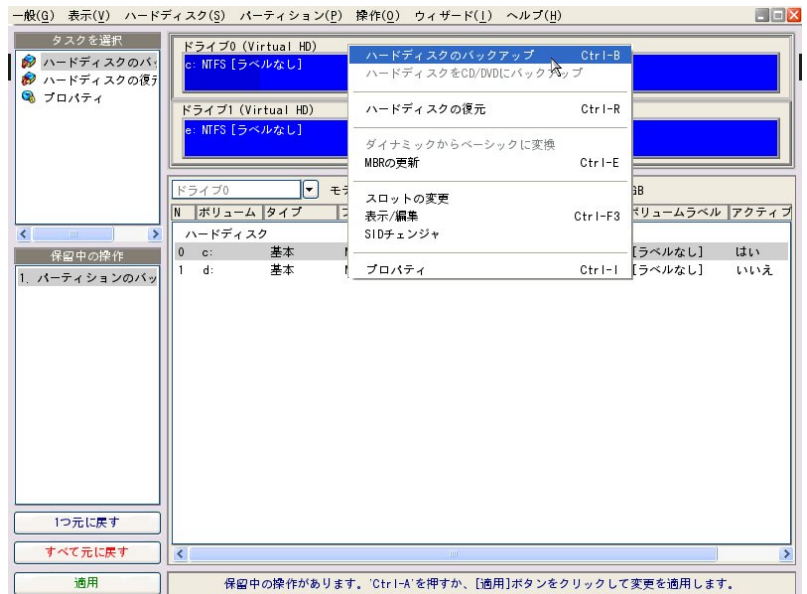 一般(G) 表示(V) ハードディスク(S) パーティション(P) 操作(O) ウィザード(I) ヘルプ(H)
タスクを選択
ハードディスクのバ
ハードディスクの復
プロパティ
ドライブ0 (Virtual HD)
c: NTFS [ラベルなし]
ドライブ1 (Virtual HD)
e: NTFS [ラベルなし]
ハードディスクのバックアップ Ctrl-B
ハードディスクをCD/DVDにバックアップ
ハードディスクの復元 Ctrl-R
ダイナミックからベーシックに変換
MBRの更新 Ctrl-E
スロットの変更
表示/編集 Ctrl-F3
SIDチェンジャ
プロパティ Ctrl-I
ドライブ0 モデ GB
N ボリューム タイプ ボリュームラベル アクティブ
ハードディスク
0 c: 基本 [ラベルなし] はい
1 d: 基本 [ラベルなし] いいえ
保留中の操作
1. パーティションのバッ
1つ元に戻す
すべて元に戻す
適用
保留中の操作があります。'Ctrl-A'を押すか、[適用]ボタンをクリックして変更を適用します。